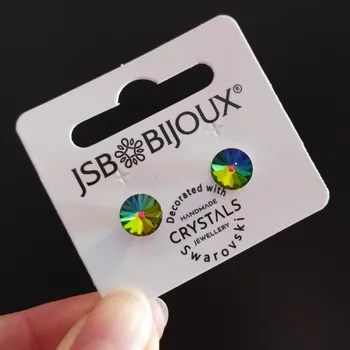 JSB BIJOUX®
Decorated with
HANDMADE
CRYSTALS
JEWELLERY
Swarovski